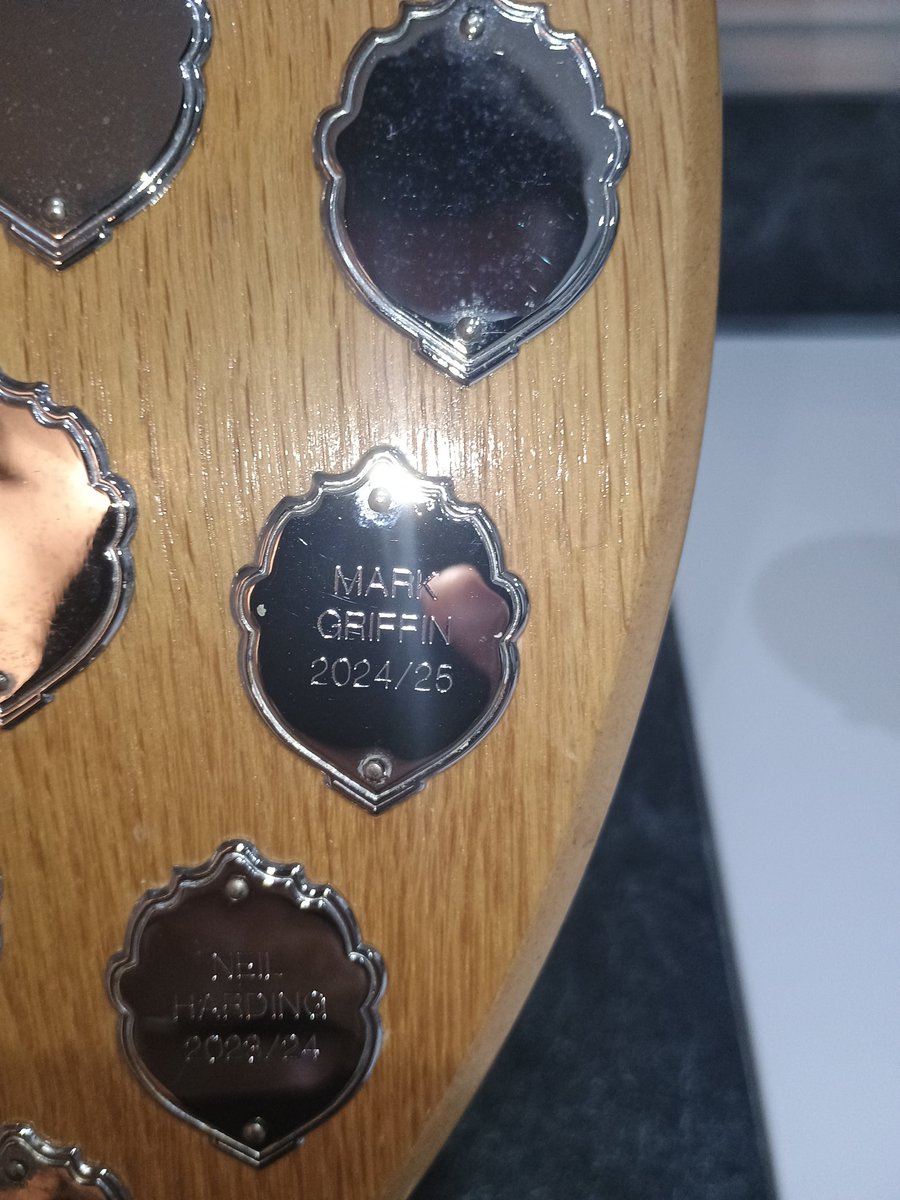 MARK
GRIFFIN
2024/25
NEIL
HARDING
2023/24